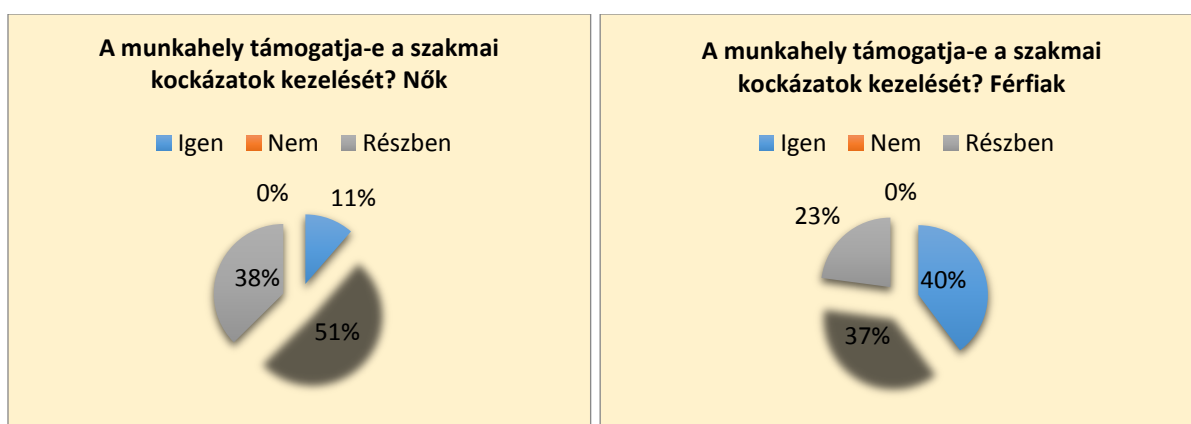 A munkahely támogatja-e a szakmai
kockázatok kezelését? Nők
Igen Nem Részben
0%
11%
38%
51%
A munkahely támogatja-e a szakmai
kockázatok kezelését? Férfiak
Igen Nem Részben
0%
23%
40%
37%